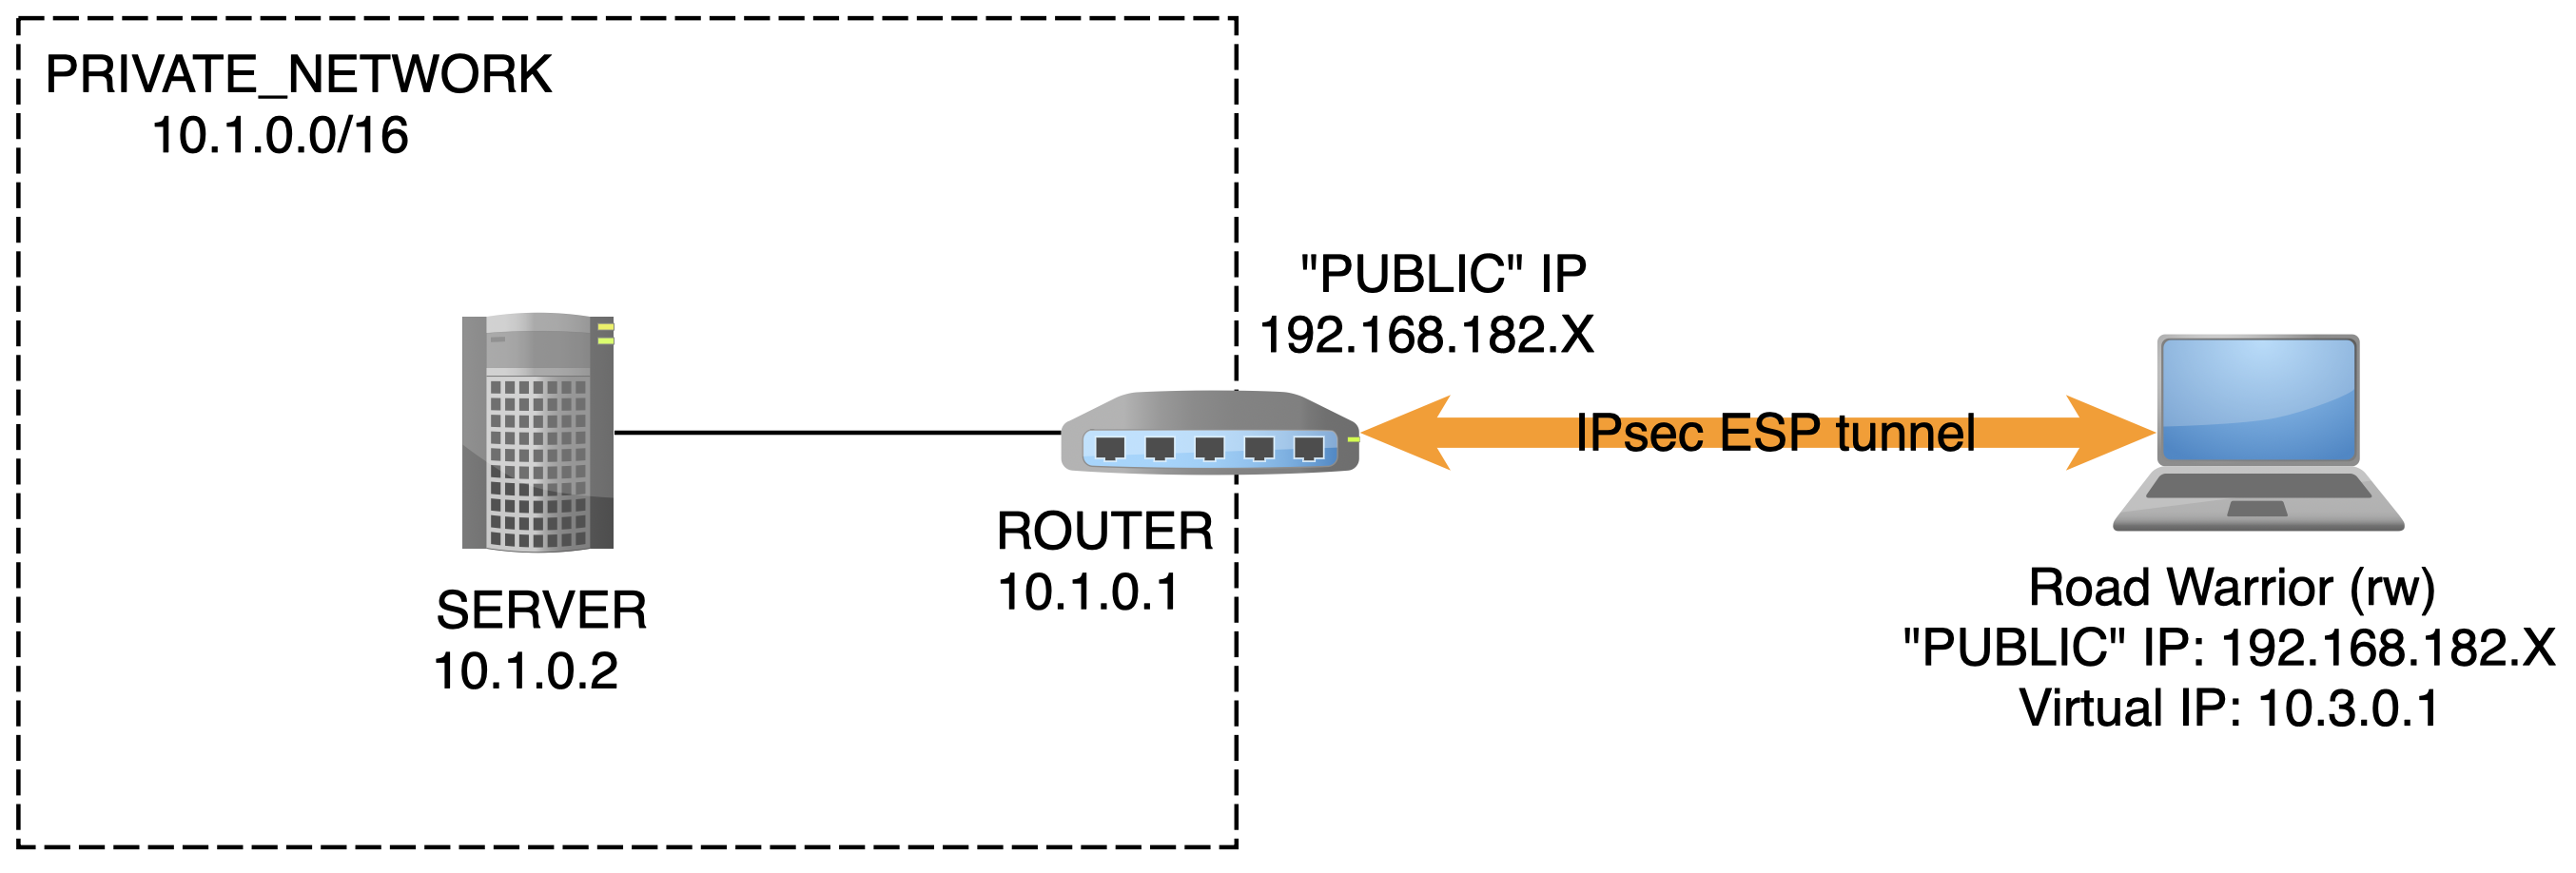 PRIVATE_NETWORK
10.1.0.0/16
"PUBLIC" IP
192.168.182.X
IPsec ESP tunnel
SERVER
10.1.0.2
ROUTER
10.1.0.1
Road Warrior (rw)
"PUBLIC" IP: 192.168.182.X
Virtual IP: 10.3.0.1